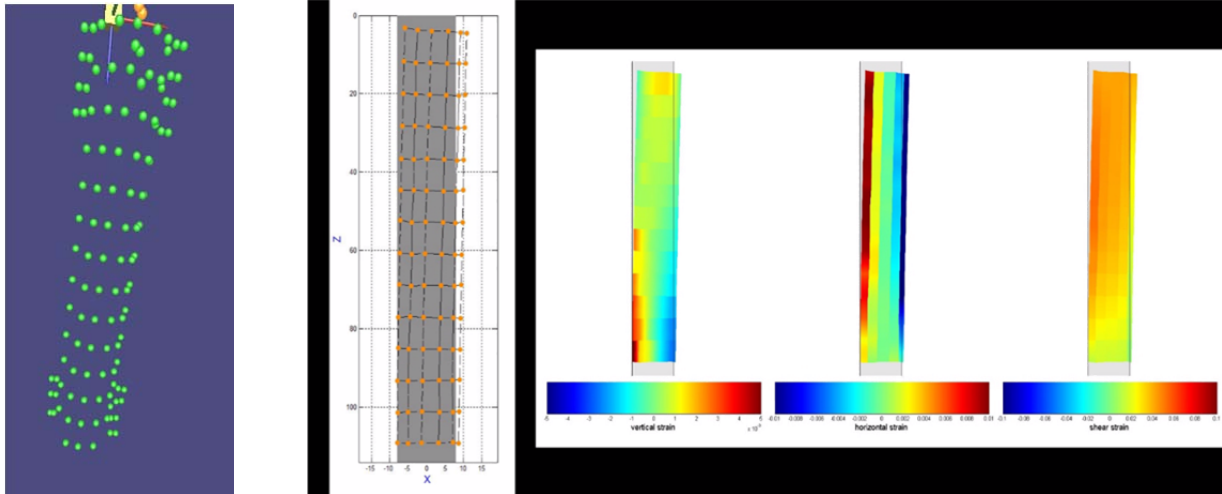 0
20
40
60
80
100
Z
-15 -10 -5 0 5 10 15
X
-5 -4 -3 -2 -1 0 1 2 3 4 5
vertical strain
-0.01 -0.008 -0.006 -0.004 -0.002 0 0.002 0.004 0.006 0.008 0.01
horizontal strain
-0.1 -0.08 -0.06 -0.04 -0.02 0 0.02 0.04 0.06 0.08 0.1
shear strain